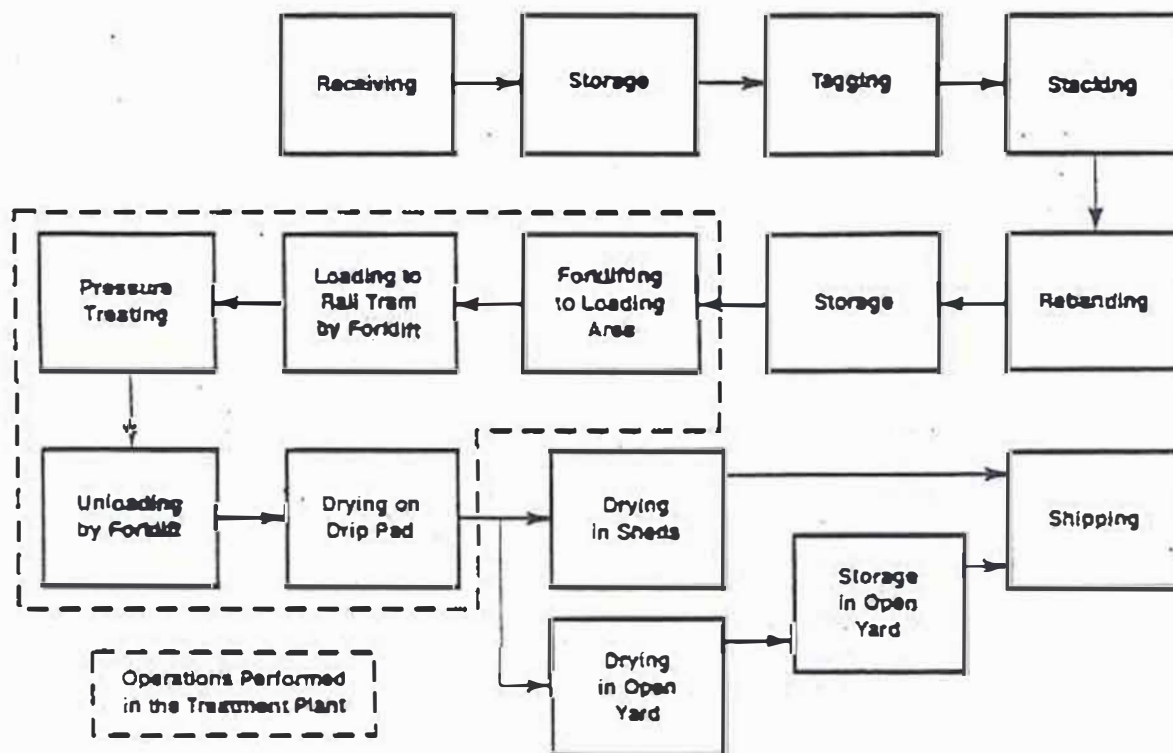 Receiving
Storage
Tagging
Stacking
Pressure
Treating
Loading to
Rail Tram
by Forklift
Forklifting
to Loading
Area
Storage
Rebanding
Unloading
by Forklift
Drying on
Drip Pad
Drying
in Sheds
Shipping
Storage
in Open
Yard
Drying
in Open
Yard
Operations Performed
in the Treatment Plant